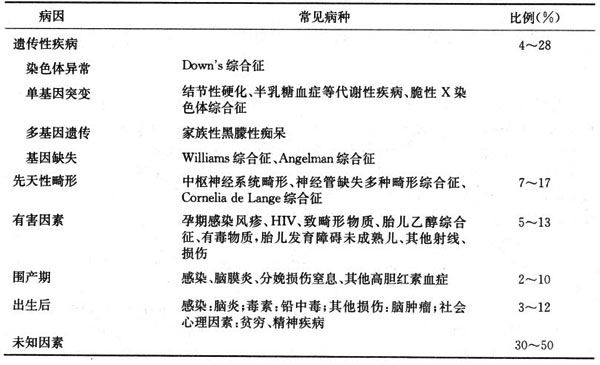 病因 常见病种 比例(%)
遗传性疾病 4～28
染色体异常 Down's 综合征
单基因突变 结节性硬化、半乳糖血症等代谢性疾病、脆性 X 染
色体综合征
多基因遗传 家族性黑矇性痴呆
基因缺失 Williams 综合征、Angelman 综合征
先天性畸形 中枢神经系统畸形、神经管缺失多种畸形综合征、 7～17
Cornelia de Lange 综合征
有害因素 孕期感染风疹、HIV、致畸形物质、胎儿乙醇综合 5～13
征、有毒物质,胎儿发育障碍未成熟儿、其他射线、
损伤
围产期 感染、脑膜炎、分娩损伤窒息、其他高胆红素血症 2～10
出生后 感染:脑炎;毒素:铅中毒;其他损伤:脑肿瘤;社会 3～12
心理因素:贫穷、精神疾病
未知因素 30～50